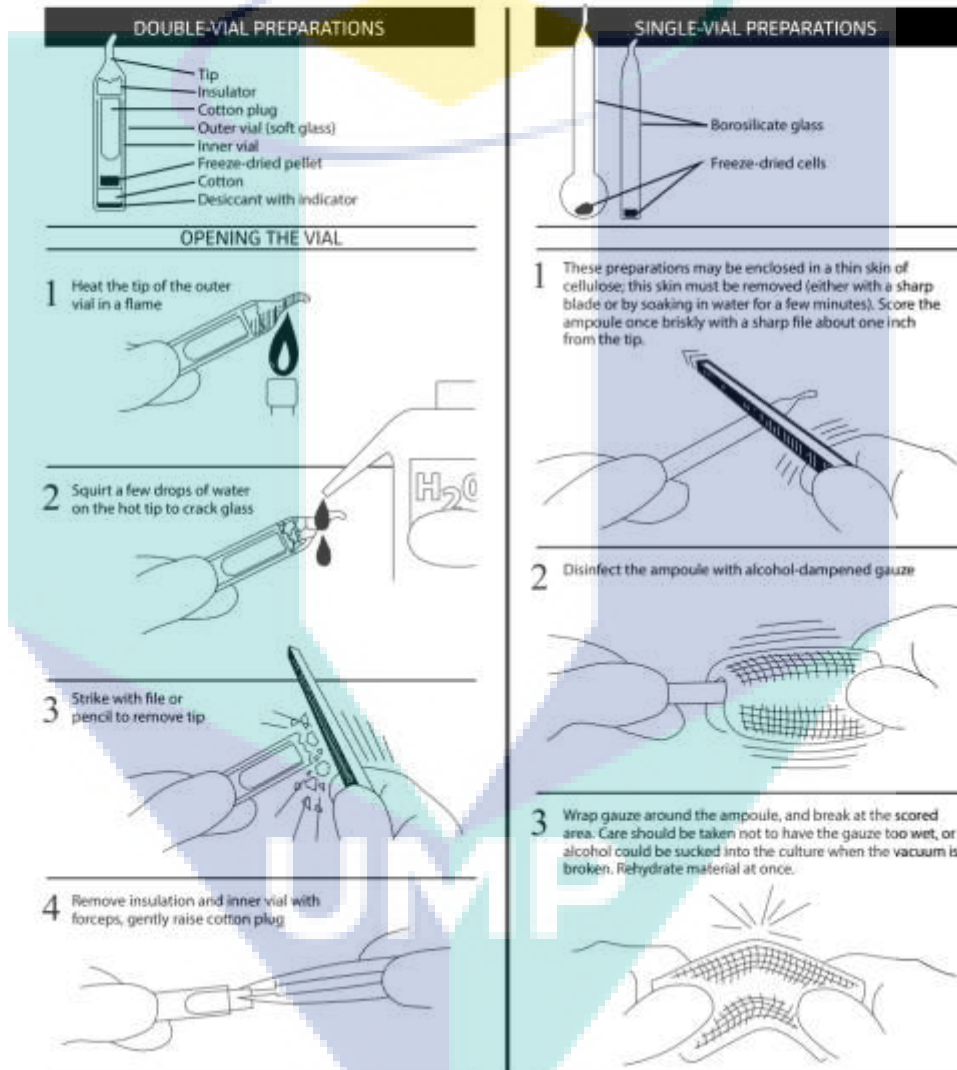 DOUBLE-VIAL PREPARATIONS
Tip
Insulator
Cotton plug
Outer vial (soft glass)
Inner vial
Freeze-dried pellet
Cotton
Desiccant with indicator
OPENING THE VIAL
1 Heat the tip of the outer
vial in a flame
2 Squirt a few drops of water
on the hot tip to crack glass
H2O
3 Strike with file or
pencil to remove tip
4 Remove insulation and inner vial with
forceps, gently raise cotton plug
SINGLE-VIAL PREPARATIONS
Borosilicate glass
Freeze-dried cells
1 These preparations may be enclosed in a thin skin of
cellulose; this skin must be removed (either with a sharp
blade or by soaking in water for a few minutes). Score the
ampoule once briskly with a sharp file about one inch
from the tip.
2 Disinfect the ampoule with alcohol-dampened gauze
3 Wrap gauze around the ampoule, and break at the scored
area. Care should be taken not to have the gauze too wet, or
alcohol could be sucked into the culture when the vacuum is
broken. Rehydrate material at once.
UMP